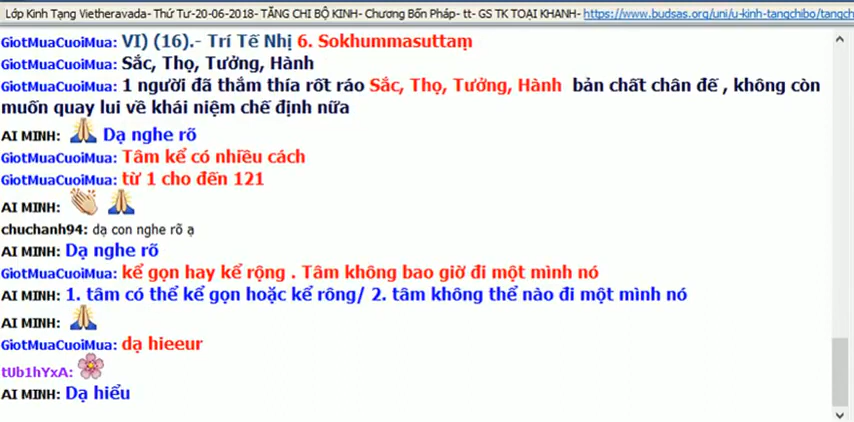 Lớp Kinh Tạng Vietheravada- Thứ Tư-20-06-2018- TĂNG CHI BỘ KINH- Chương Bốn Pháp- tt- GS TK TOẠI KHANH- https://www.budsas.org/uni/u-kinh-tangchibo/tangch
GiotMuaCuoiMua: VI) (16).- Trí Tế Nhị 6. Sokhummasuttaṃ
GiotMuaCuoiMua: Sắc, Thọ, Tưởng, Hành
GiotMuaCuoiMua: 1 người đã thắm thía rốt ráo Sắc, Thọ, Tưởng, Hành bản chất chân đế , không còn
muốn quay lui về khái niệm chế định nữa
AI MINH: Dạ nghe rõ
GiotMuaCuoiMua: Tâm kể có nhiều cách
GiotMuaCuoiMua: từ 1 cho đến 121
AI MINH:
chuchanh94: dạ con nghe rõ ạ
AI MINH: Dạ nghe rõ
GiotMuaCuoiMua: kể gọn hay kể rộng . Tâm không bao giờ đi một mình nó
AI MINH: 1. tâm có thể kể gọn hoặc kể rông/ 2. tâm không thể nào đi một mình nó
AI MINH:
GiotMuaCuoiMua: dạ hieeur
tUb1hYxA:
AI MINH: Dạ hiểu